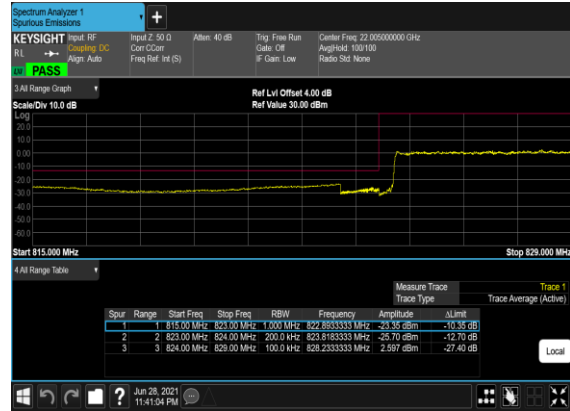 Spectrum Analyzer 1
Spurious Emissions
KEYSIGHT Input: RF Input Z: 50 Ω Atten: 40 dB Trig: Free Run Center Freq: 22.005000000 GHz
RL Coupling: DC Corr CCorr Gate: Off Avg|Hold: 100/100
Align: Auto Freq Ref: Int (S) IF Gain: Low Radio Std: None
PASS
3 All Range Graph
Ref Lvl Offset 4.00 dB
Scale/Div 10.0 dB Ref Value 30.00 dBm
Log
20.0
10.0
0.00
-10.0
-20.0
-30.0
-40.0
-50.0
-60.0
Start 815.000 MHz Stop 829.000 MHz
4 All Range Table
Measure Trace Trace 1
Trace Type Trace Average (Active)
Spur Range Start Freq Stop Freq RBW Frequency Amplitude ΔLimit
1 1 815.00 MHz 823.00 MHz 1.000 MHz 822.8933333 MHz -23.35 dBm -10.35 dB
2 2 823.00 MHz 824.00 MHz 200.0 kHz 823.8183333 MHz -25.70 dBm -12.70 dB
3 3 824.00 MHz 829.00 MHz 100.0 kHz 828.2333333 MHz 2.597 dBm -27.40 dB
Local
? Jun 28, 2021
11:41:04 PM